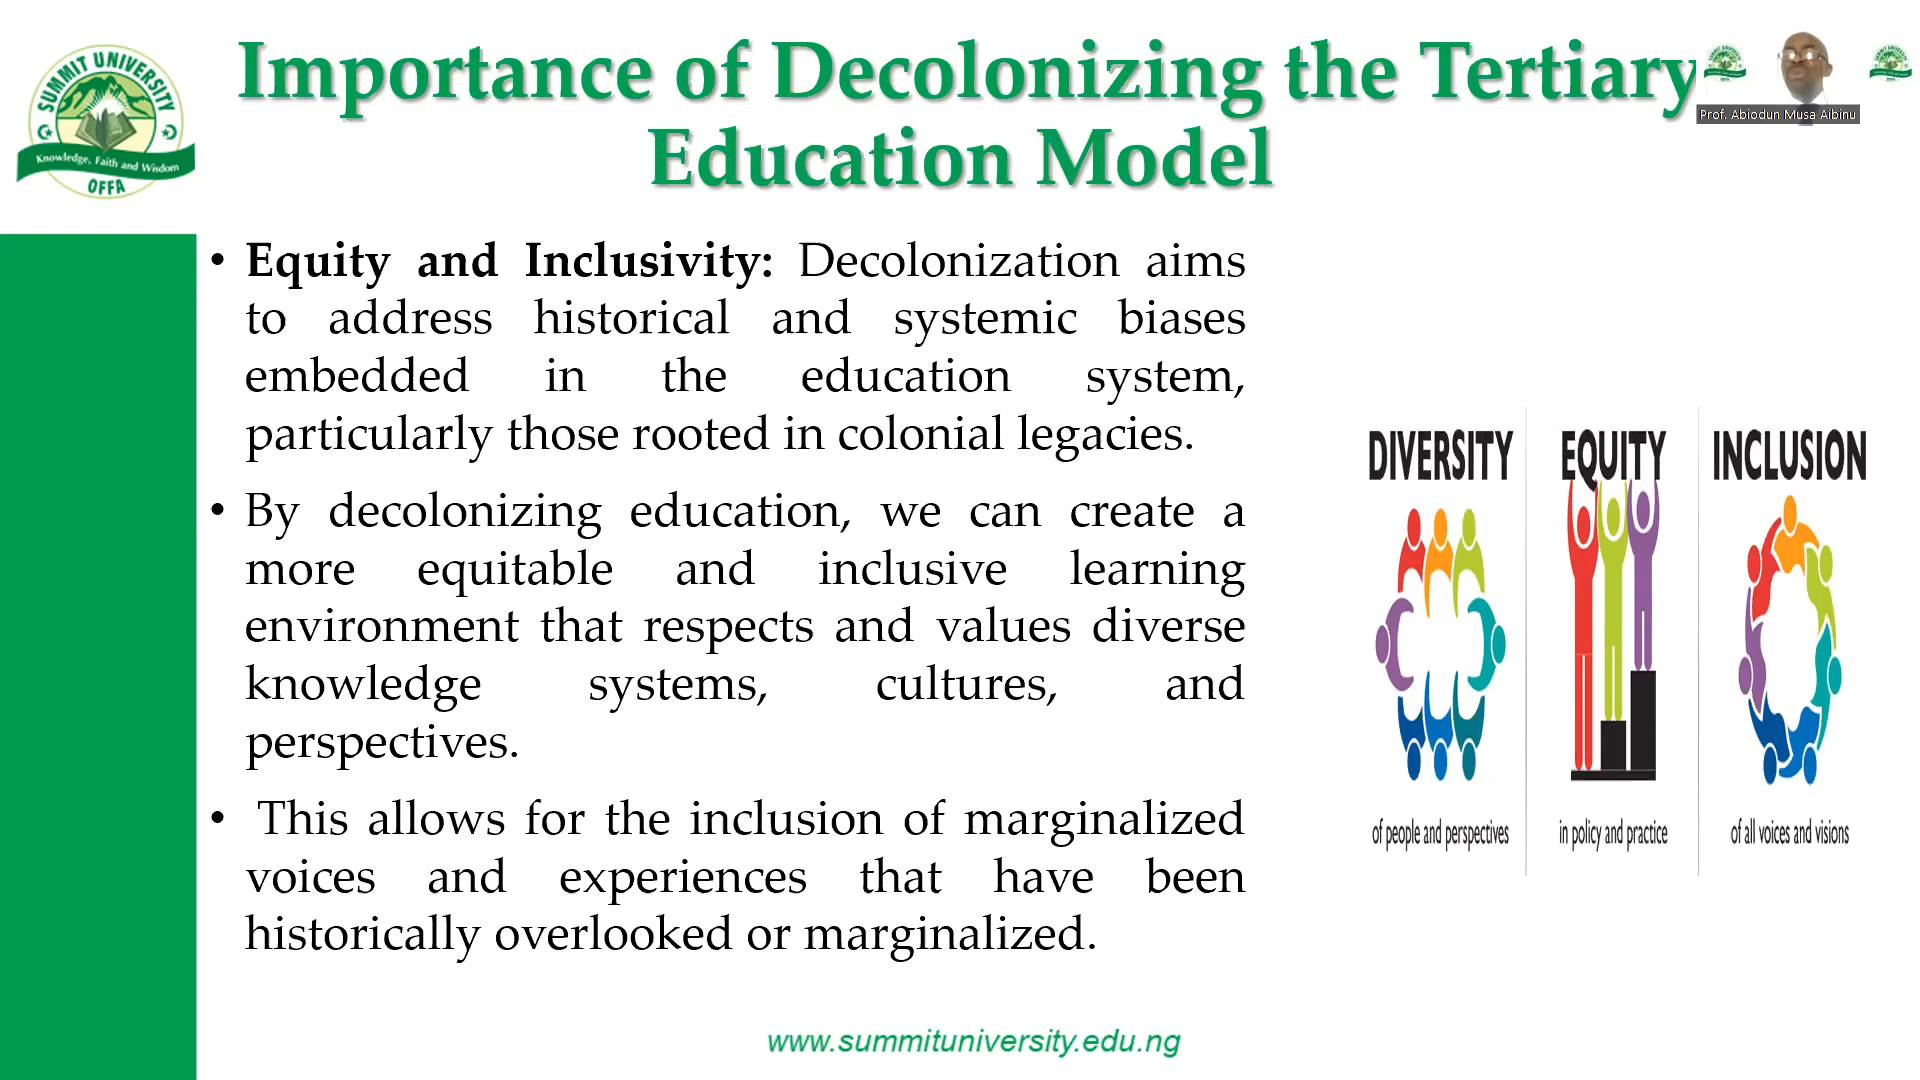 SUMMIT UNIVERSITY
Knowledge, Faith and Wisdom
OFFA
Importance of Decolonizing the Tertiary
Education Model
Prof. Abiodun Musa Aibinu
• Equity and Inclusivity: Decolonization aims
to address historical and systemic biases
embedded in the education system,
particularly those rooted in colonial legacies.
• By decolonizing education, we can create a
more equitable and inclusive learning
environment that respects and values diverse
knowledge systems, cultures, and
perspectives.
• This allows for the inclusion of marginalized
voices and experiences that have been
historically overlooked or marginalized.
DIVERSITY
of people and perspectives
EQUITY
in policy and practice
INCLUSION
of all voices and visions
www.summituniversity.edu.ng